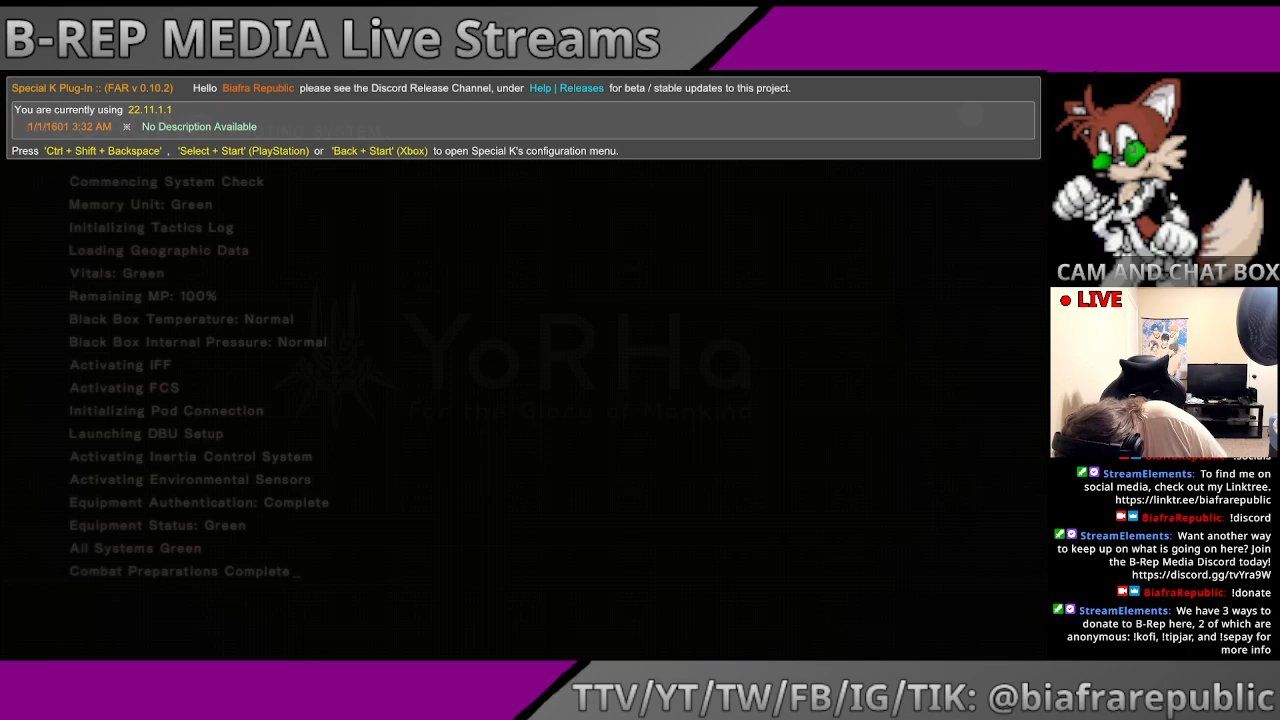 B-REP MEDIA Live Streams
Special K Plug-In :: (FAR v 0.10.2) Hello Biafra Republic please see the Discord Release Channel, under Help | Releases for beta / stable updates to this project.
You are currently using 22.11.1.1
1/1/1601 3:32 AM ※ No Description Available
Press 'Ctrl + Shift + Backspace' , 'Select + Start' (PlayStation) or 'Back + Start' (Xbox) to open Special K's configuration menu.
Commencing System Check
Memory Unit: Green
Initializing Tactics Log
Loading Geographic Data
Vitals: Green
Remaining MP: 100%
Black Box Temperature: Normal
Black Box Internal Pressure: Normal
Activating IFF
Activating FCS
Initializing Pod Connection
Launching DBU Setup
Activating Inertia Control System
Activating Environmental Sensors
Equipment Authentication: Complete
Equipment Status: Green
All Systems Green
Combat Preparations Complete _
YoRHa
For the Glory of Mankind
CAM AND CHAT BOX
LIVE
StreamElements: To find me on
social media, check out my Linktree.
https://linktr.ee/biafrarepublic
BiafraRepublic: !discord
StreamElements: Want another way
to keep up on what is going on here? Join
the B-Rep Media Discord today!
https://discord.gg/tvYra9W
BiafraRepublic: !donate
StreamElements: We have 3 ways to
donate to B-Rep here, 2 of which are
anonymous: !kofi, !tipjar, and !sepay for
more info
TTV/YT/TW/FB/IG/TIK: @biafrarepublic